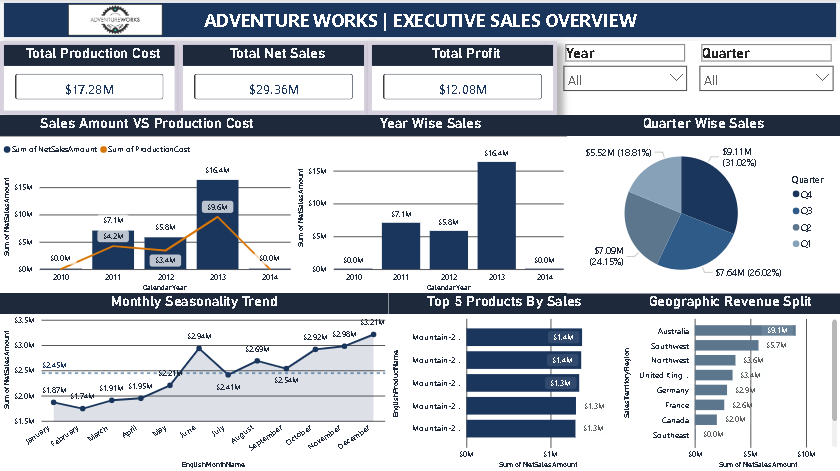 ADVENTUREWORKS
ADVENTURE WORKS | EXECUTIVE SALES OVERVIEW
Total Production Cost
$17.28M
Total Net Sales
$29.36M
Total Profit
$12.08M
Year
All
Quarter
All
Sales Amount VS Production Cost
Sum of NetSalesAmount Sum of ProductionCost
Sum of NetSalesAmount
$15M
$10M
$5M
$0M
$0.0M
$7.1M
$4.2M
$5.8M
$3.4M
$16.4M
$9.6M
$0.0M
2010 2011 2012 2013 2014
CalendarYear
Year Wise Sales
Sum of NetSalesAmount
$15M
$10M
$5M
$0M
$0.0M
$7.1M
$5.8M
$16.4M
$0.0M
2010 2011 2012 2013 2014
CalendarYear
Quarter Wise Sales
$5.52M (18.81%)
$9.11M
(31.02%)
$7.09M
(24.15%)
$7.64M (26.02%)
Quarter
Q4
Q3
Q2
Q1
Monthly Seasonality Trend
Sum of NetSalesAmount
$3.5M
$3.0M
$2.5M
$2.0M
$1.5M
$2.45M
$1.87M
$1.74M
$1.91M
$1.95M
$2.21M
$2.94M
$2.41M
$2.69M
$2.54M
$2.92M
$2.98M
$3.21M
January February March April May June July August September October November December
EnglishMonthName
Top 5 Products By Sales
EnglishProductName
Mountain-2... $1.4M
Mountain-2... $1.4M
Mountain-2... $1.3M
Mountain-2... $1.3M
Mountain-2... $1.3M
$0M $1M
Sum of NetSalesAmount
Geographic Revenue Split
SalesTerritoryRegion
Australia $9.1M
Southwest $5.7M
Northwest $3.6M
United King... $3.4M
Germany $2.9M
France $2.6M
Canada $2.0M
Southeast $0.0M
$0M $5M $10M
Sum of NetSalesAmount